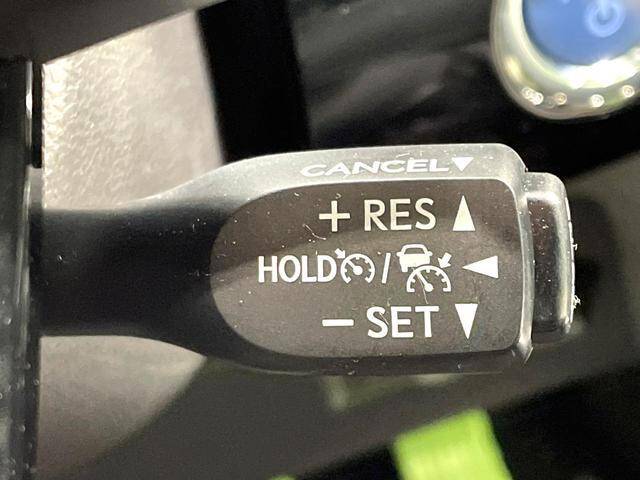 CANCEL▼
+ RES ▲
HOLD / ◀
− SET ▼